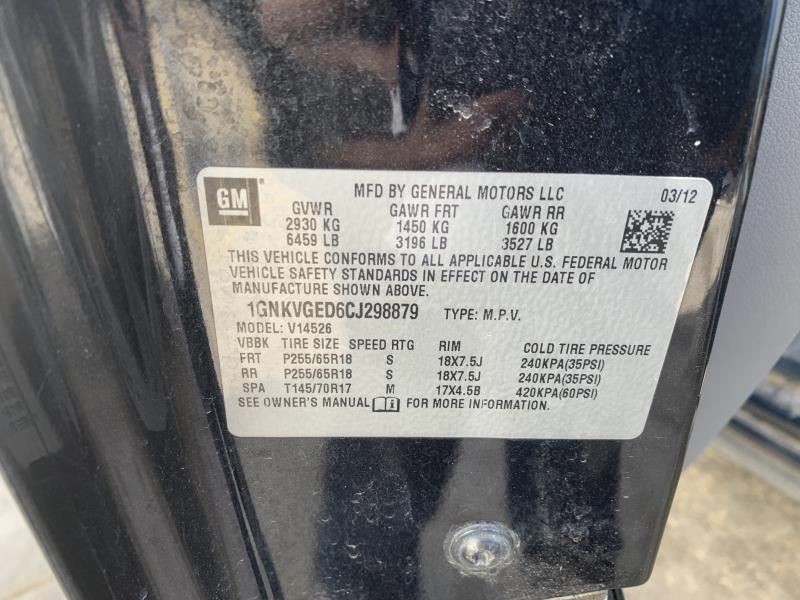 GM
MFD BY GENERAL MOTORS LLC 03/12
GVWR GAWR FRT GAWR RR
2930 KG 1450 KG 1600 KG
6459 LB 3196 LB 3527 LB
THIS VEHICLE CONFORMS TO ALL APPLICABLE U.S. FEDERAL MOTOR
VEHICLE SAFETY STANDARDS IN EFFECT ON THE DATE OF
MANUFACTURE SHOWN ABOVE.
1GNKVGED6CJ298879 TYPE: M.P.V.
MODEL: V14526
VBBK TIRE SIZE SPEED RTG RIM COLD TIRE PRESSURE
FRT P255/65R18 S 18X7.5J 240KPA(35PSI)
RR P255/65R18 S 18X7.5J 240KPA(35PSI)
SPA T145/70R17 M 17X4.5B 420KPA(60PSI)
SEE OWNER'S MANUAL FOR MORE INFORMATION.